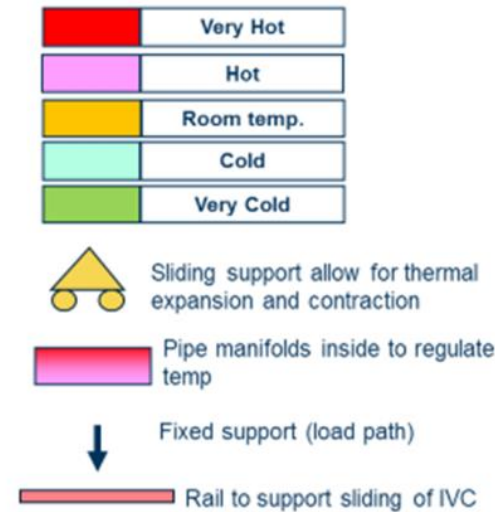 Very Hot
Hot
Room temp.
Cold
Very Cold
Sliding support allow for thermal
expansion and contraction
Pipe manifolds inside to regulate
temp
Fixed support (load path)
Rail to support sliding of IVC